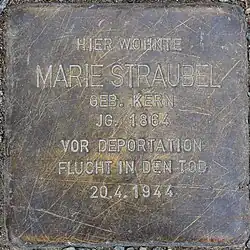 HIER WOHNTE
MARIE STRAUBEL
GEB. KERN
JG. 1864
VOR DEPORTATION
FLUCHT IN DEN TOD
20.4.1944